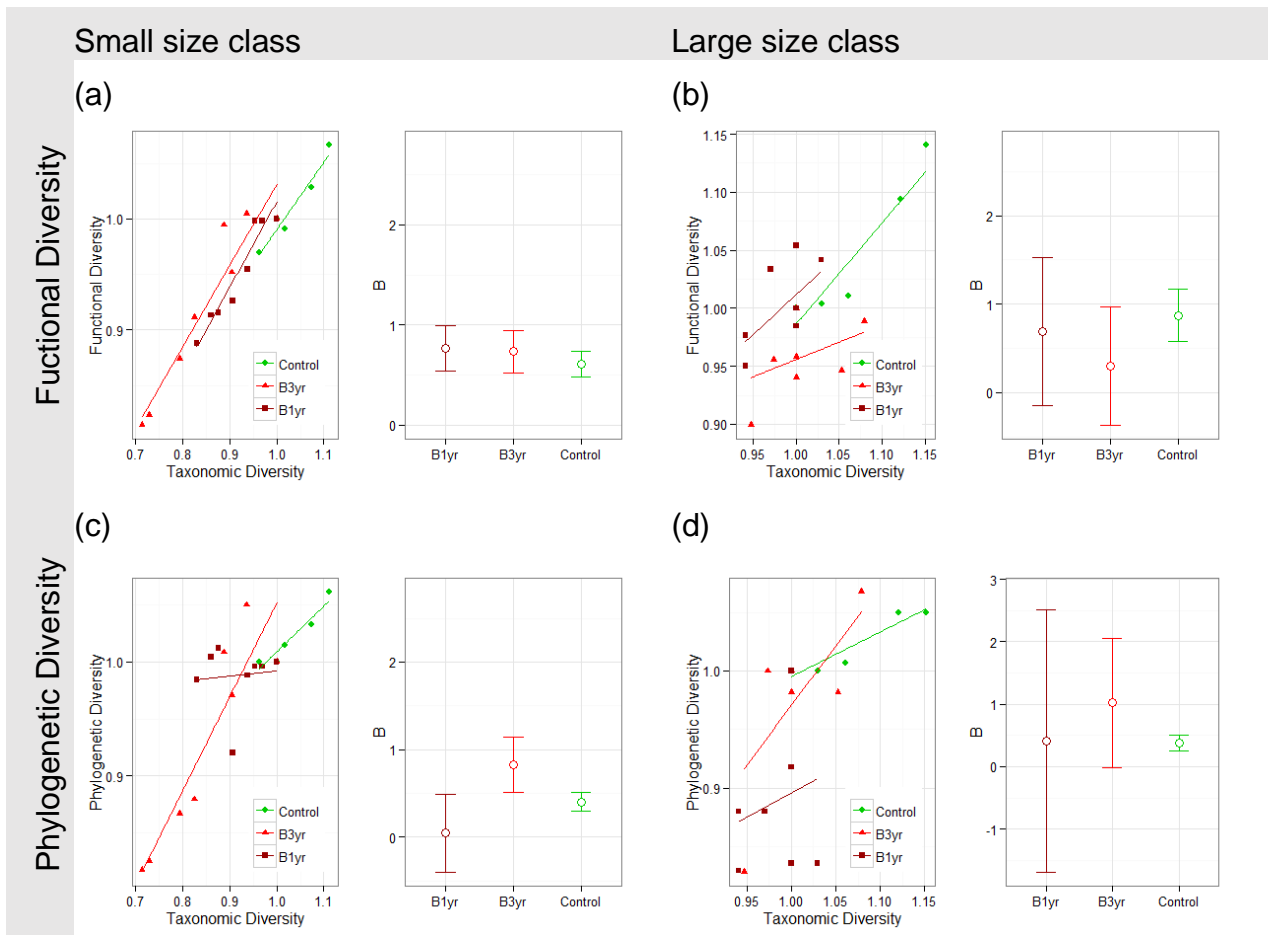 Small size class
Large size class
Fuctional Diversity
Phylogenetic Diversity
(a)
Functional Diversity
1.0
0.9
0.7 0.8 0.9 1.0 1.1
Taxonomic Diversity
Control
B3yr
B1yr
B
2
1
0
B1yr B3yr Control
(b)
Functional Diversity
1.15
1.10
1.05
1.00
0.95
0.90
0.95 1.00 1.05 1.10 1.15
Taxonomic Diversity
Control
B3yr
B1yr
B
2
1
0
B1yr B3yr Control
(c)
Phylogenetic Diversity
1.0
0.9
0.7 0.8 0.9 1.0 1.1
Taxonomic Diversity
Control
B3yr
B1yr
B
2
1
0
B1yr B3yr Control
(d)
Phylogenetic Diversity
1.0
0.9
0.95 1.00 1.05 1.10 1.15
Taxonomic Diversity
Control
B3yr
B1yr
B
3
2
1
0
-1
B1yr B3yr Control